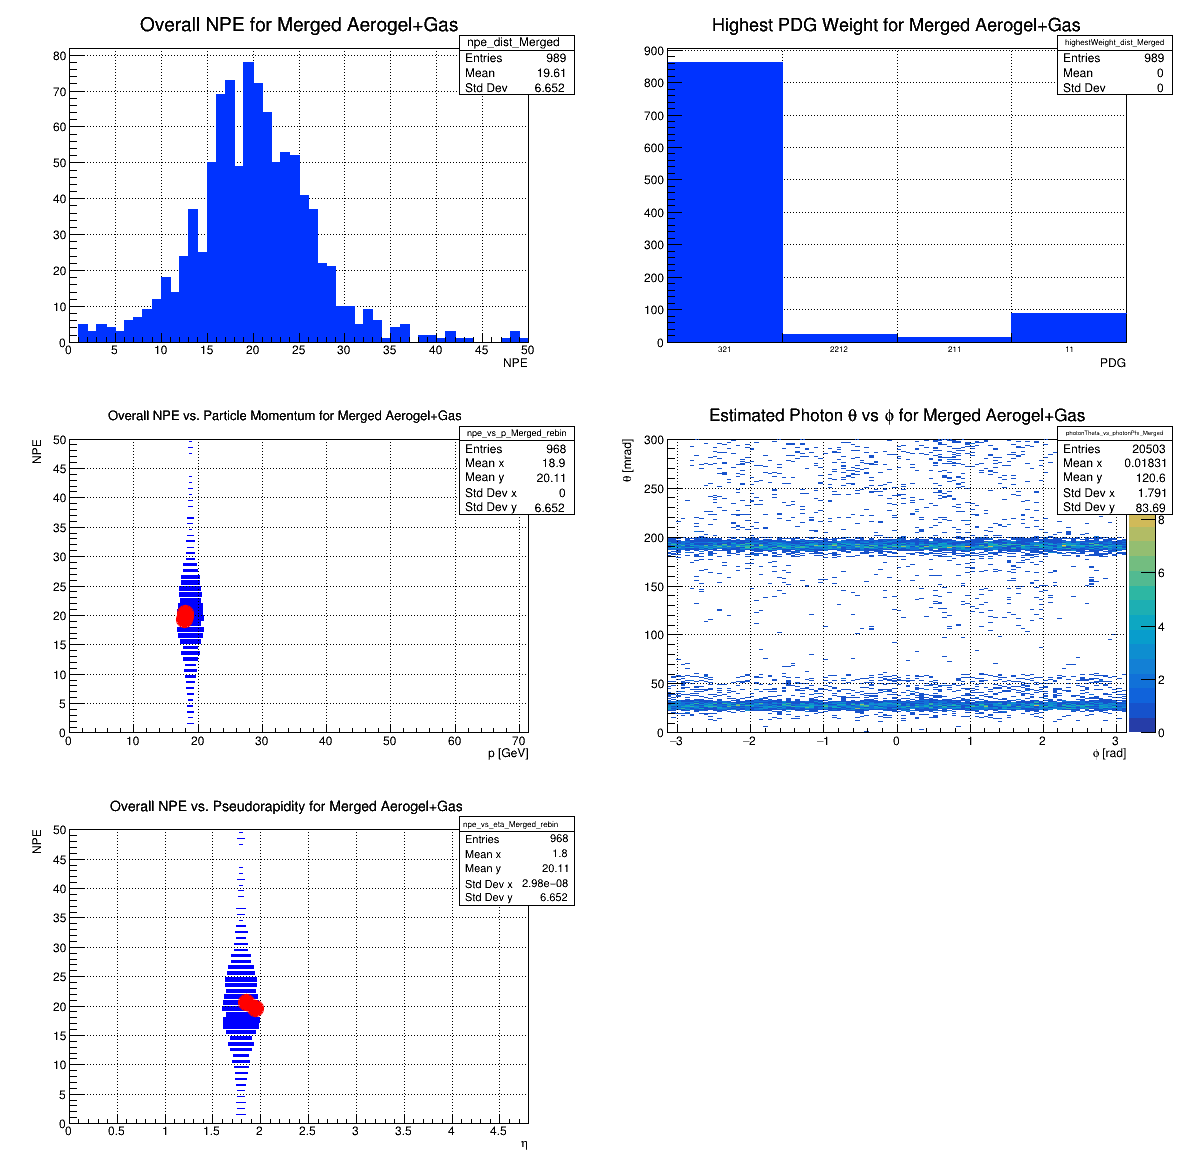 Overall NPE for Merged Aerogel+Gas
npe_dist_Merged
Entries 989
Mean 19.61
Std Dev 6.652
80
70
60
50
40
30
20
10
0
0 5 10 15 20 25 30 35 40 45 50
NPE
Highest PDG Weight for Merged Aerogel+Gas
highestWeight_dist_Merged
Entries 989
Mean 0
Std Dev 0
900
800
700
600
500
400
300
200
100
0
321 2212 211 11
PDG
Overall NPE vs. Particle Momentum for Merged Aerogel+Gas
npe_vs_p_Merged_rebin
Entries 968
Mean x 18.9
Mean y 20.11
Std Dev x 0
Std Dev y 6.652
NPE
50
45
40
35
30
25
20
15
10
5
0
0 10 20 30 40 50 60 70
p [GeV]
Estimated Photon θ vs ϕ for Merged Aerogel+Gas
photonTheta_vs_photonPhi_Merged
Entries 20503
Mean x 0.01831
Mean y 120.6
Std Dev x 1.791
Std Dev y 83.69
θ [mrad]
300
250
200
150
100
50
0
−3 −2 −1 0 1 2 3
ϕ [rad]
8
6
4
2
0
Overall NPE vs. Pseudorapidity for Merged Aerogel+Gas
npe_vs_eta_Merged_rebin
Entries 968
Mean x 1.8
Mean y 20.11
Std Dev x 2.98e−08
Std Dev y 6.652
NPE
50
45
40
35
30
25
20
15
10
5
0
0 0.5 1 1.5 2 2.5 3 3.5 4 4.5
η